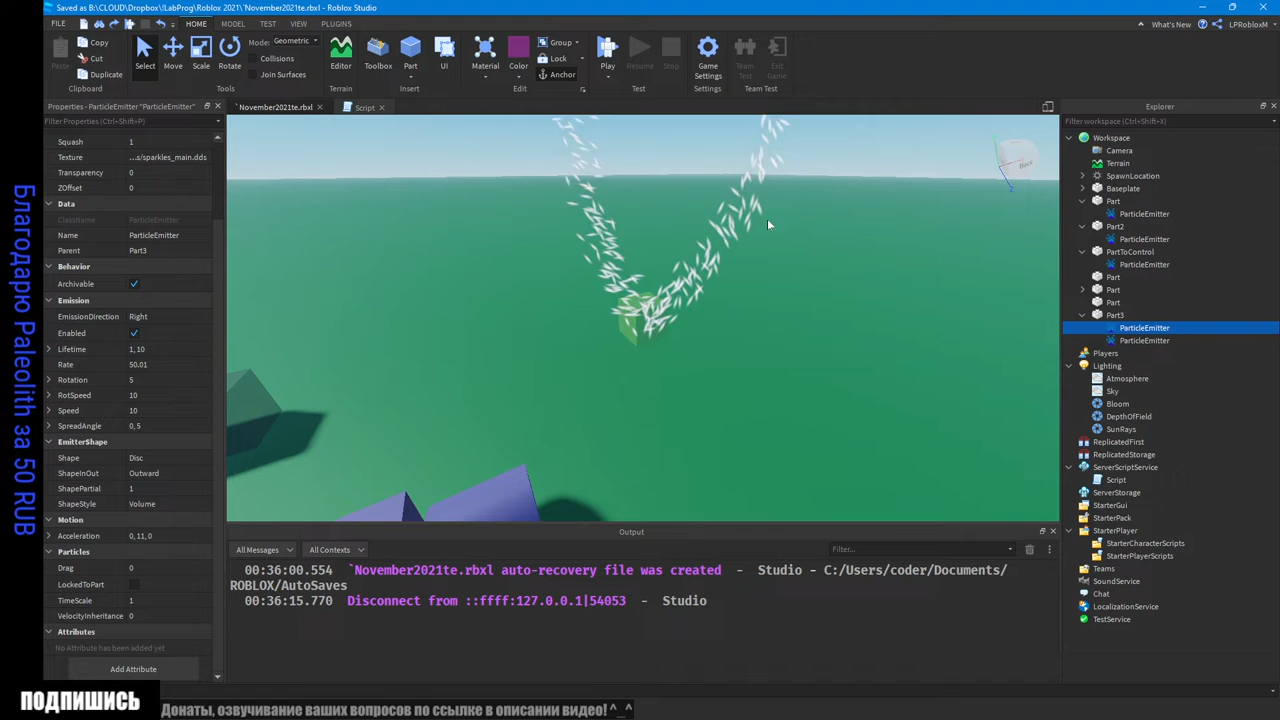 Saved as B:\CLOUD\Dropbox\!LabProg\Roblox 2021\`November2021te.rbxl - Roblox Studio
FILE
HOME
MODEL
TEST
VIEW
PLUGINS
What's New
LPRobloxM
Paste
Copy
Cut
Duplicate
Clipboard
Select
Move
Scale
Rotate
Mode: Geometric
Collisions
Join Surfaces
Tools
Editor
Terrain
Toolbox
Part
UI
Insert
Material
Color
Group
Lock
Anchor
Edit
Play
Resume
Stop
Test
Game Settings
Settings
Team Test
Exit Game
Team Test
Properties - ParticleEmitter "ParticleEmitter"
Filter Properties (Ctrl+Shift+P)
Squash 1
Texture ...s/sparkles_main.dds
Transparency 0
ZOffset 0
Data
ClassName ParticleEmitter
Name ParticleEmitter
Parent Part3
Behavior
Archivable
Emission
EmissionDirection Right
Enabled
Lifetime 1, 10
Rate 50.01
Rotation 5
RotSpeed 10
Speed 10
SpreadAngle 0, 5
EmitterShape
Shape Disc
ShapeInOut Outward
ShapePartial 1
ShapeStyle Volume
Motion
Acceleration 0, 11, 0
Particles
Drag 0
LockedToPart
TimeScale 1
VelocityInheritance 0
Attributes
No Attribute has been added yet
Add Attribute
`November2021te.rbxl
Script
Back
Z
Output
All Messages
All Contexts
Filter...
00:36:00.554 `November2021te.rbxl auto-recovery file was created - Studio - C:/Users/coder/Documents/
ROBLOX/AutoSaves
00:36:15.770 Disconnect from ::ffff:127.0.0.1|54053 - Studio
Explorer
Filter workspace (Ctrl+Shift+X)
Workspace
Camera
Terrain
SpawnLocation
Baseplate
Part
ParticleEmitter
Part2
ParticleEmitter
PartToControl
ParticleEmitter
Part
Part
Part
Part3
ParticleEmitter
ParticleEmitter
Players
Lighting
Atmosphere
Sky
Bloom
DepthOfField
SunRays
ReplicatedFirst
ReplicatedStorage
ServerScriptService
Script
ServerStorage
StarterGui
StarterPack
StarterPlayer
StarterCharacterScripts
StarterPlayerScripts
Teams
SoundService
Chat
LocalizationService
TestService
Благодарю Paleolith за 50 RUB
подпишись
Донаты, озвучивание ваших вопросов по ссылке в описании видео! ^_^